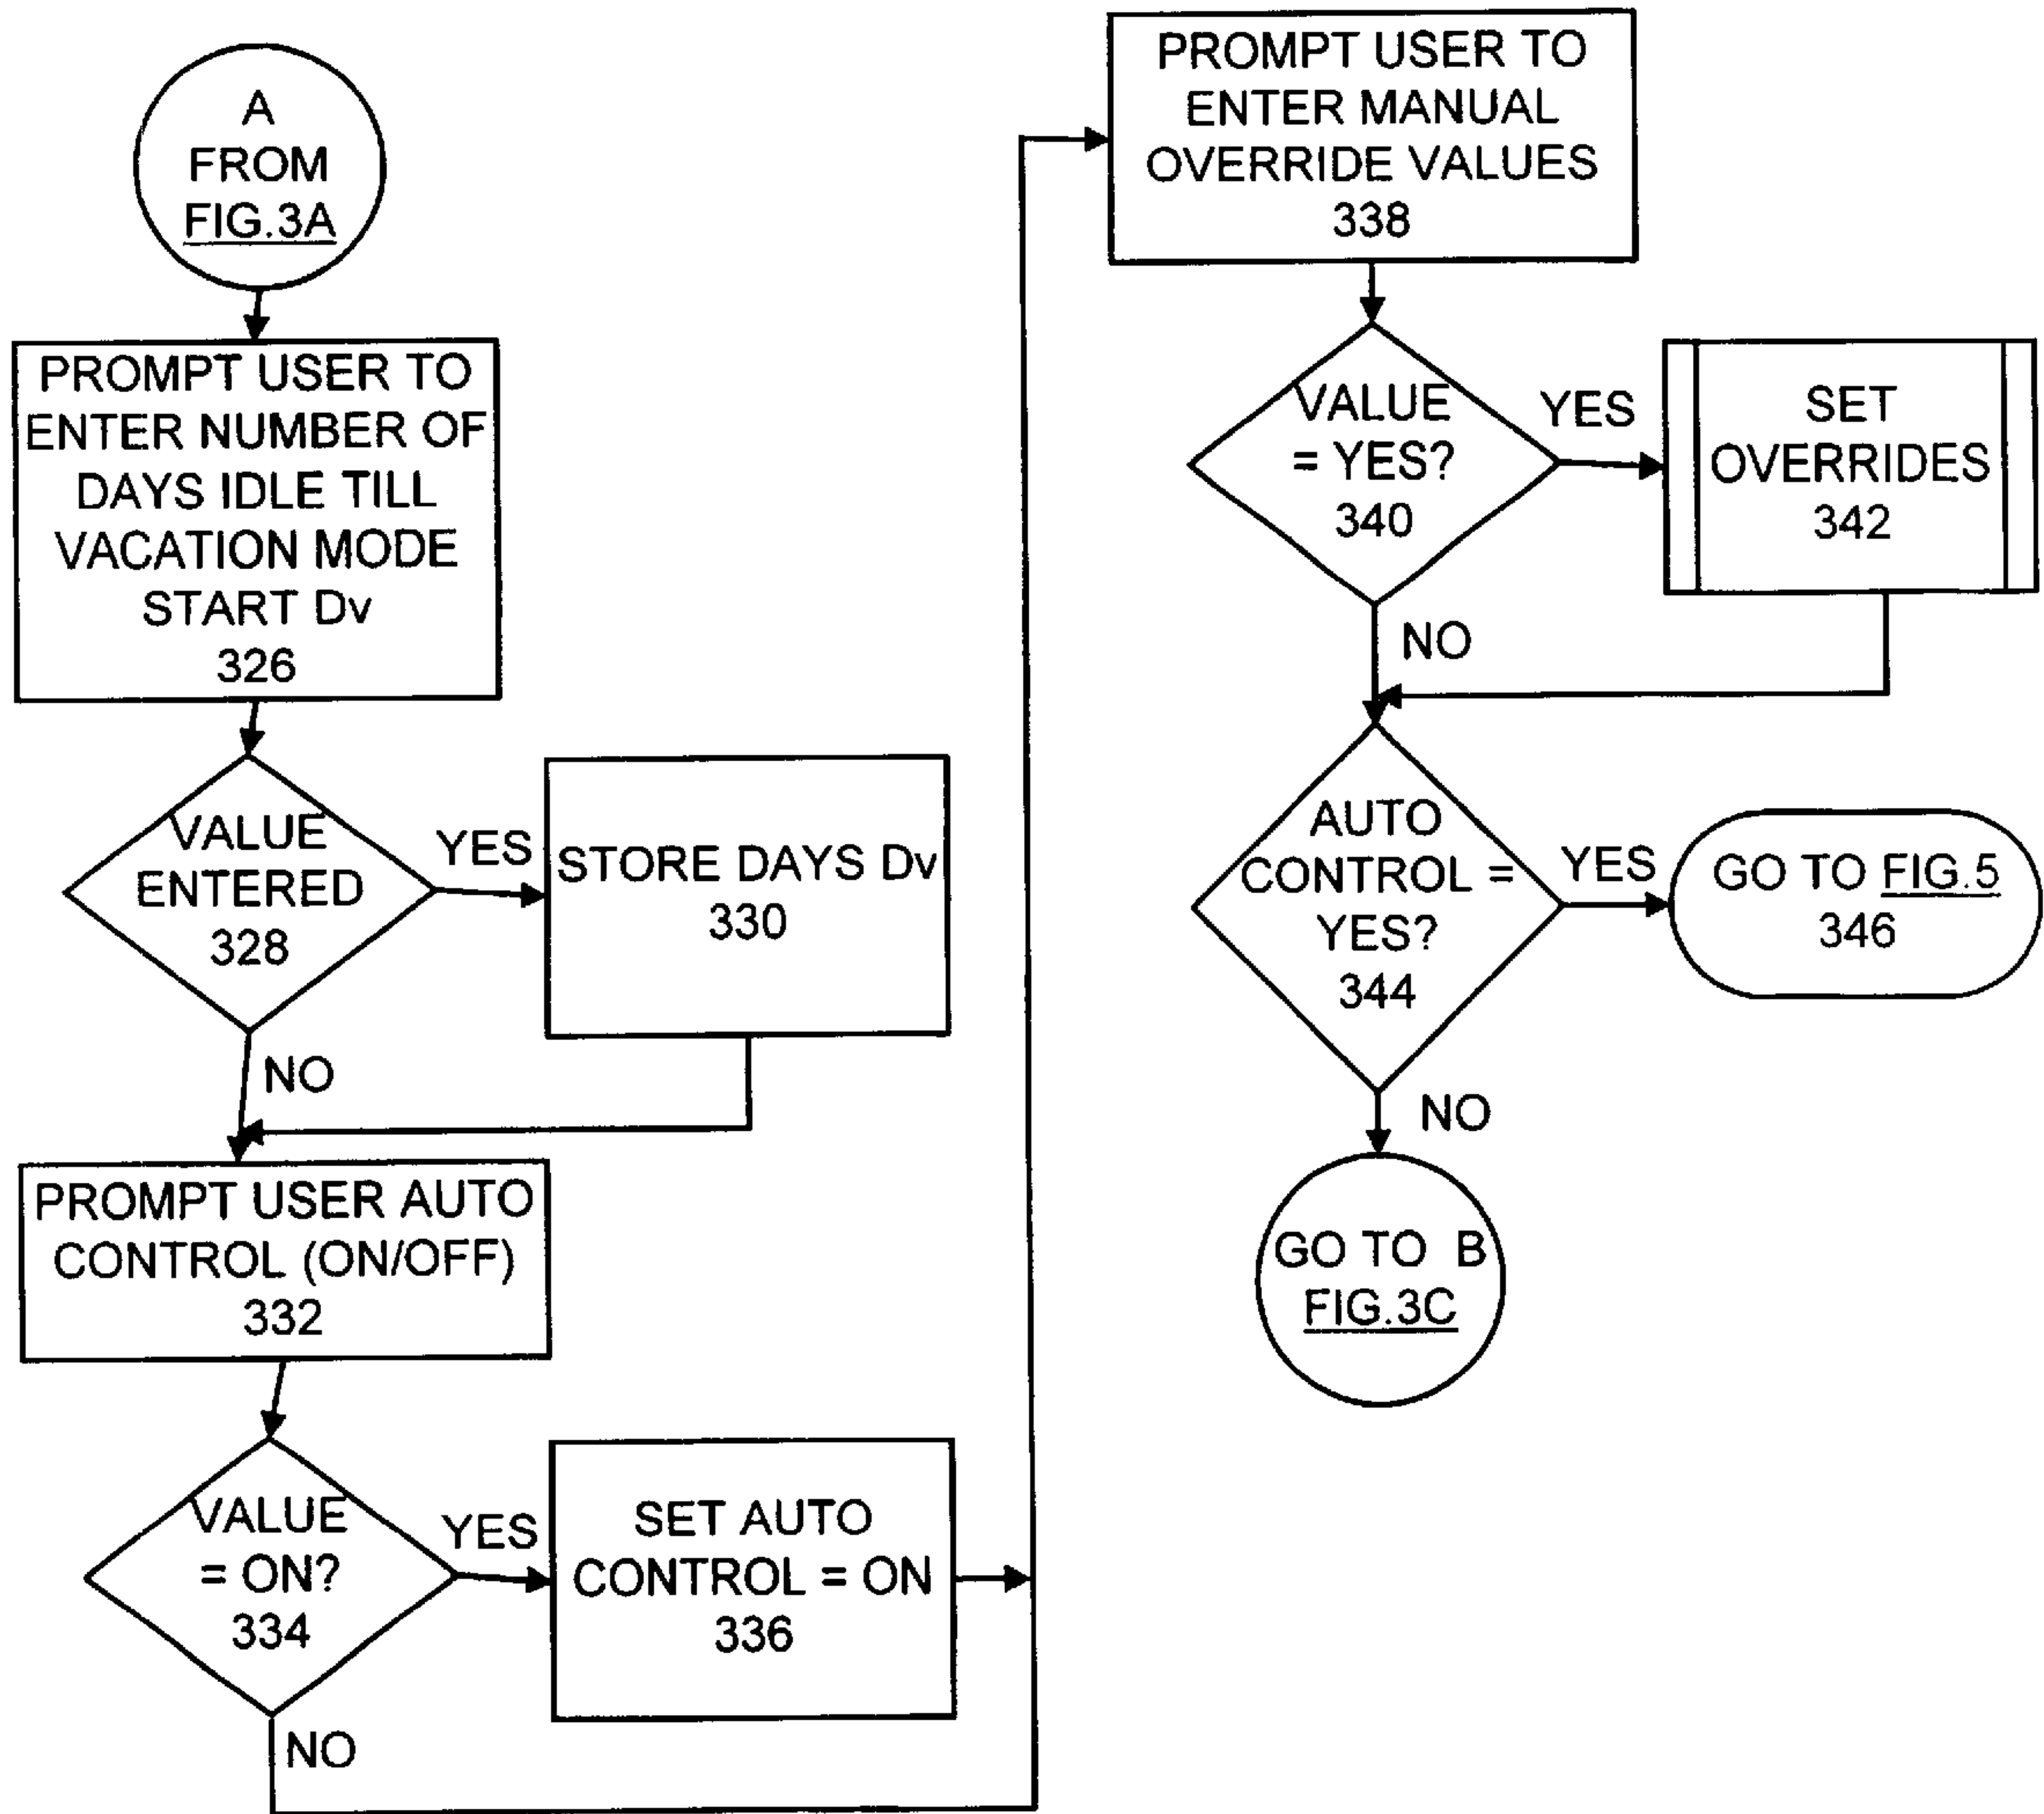 A
FROM
FIG.3A
PROMPT USER TO
ENTER NUMBER OF
DAYS IDLE TILL
VACATION MODE
START Dv
326
VALUE
ENTERED
328
YES
STORE DAYS Dv
330
NO
PROMPT USER AUTO
CONTROL (ON/OFF)
332
VALUE
= ON?
334
YES
SET AUTO
CONTROL = ON
336
NO
PROMPT USER TO
ENTER MANUAL
OVERRIDE VALUES
338
VALUE
= YES?
340
YES
SET
OVERRIDES
342
NO
AUTO
CONTROL =
YES?
344
YES
GO TO FIG.5
346
NO
GO TO B
FIG.3C